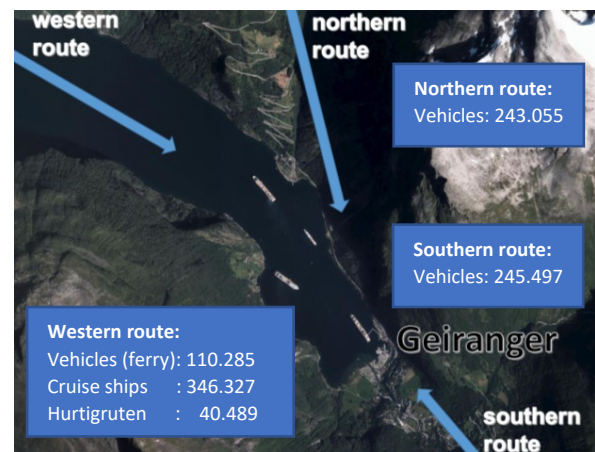 western
route
northern
route
Northern route:
Vehicles: 243.055
Southern route:
Vehicles: 245.497
Western route:
Vehicles (ferry): 110.285
Cruise ships : 346.327
Hurtigruten : 40.489
Geiranger
southern
route